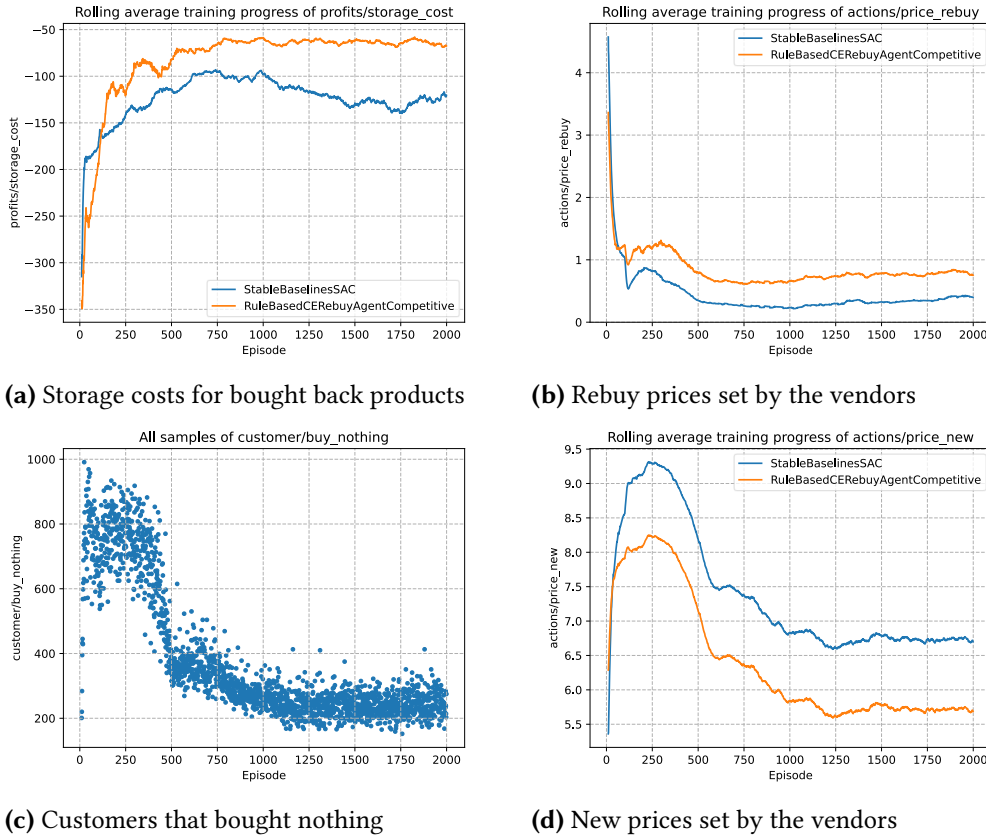 Rolling average training progress of profits/storage_cost
−50
−100
−150
−200
−250
−300
−350
profits/storage_cost
StableBaselinesSAC
RuleBasedCERebuyAgentCompetitive
0 250 500 750 1000 1250 1500 1750 2000
Episode
(a) Storage costs for bought back products
Rolling average training progress of actions/price_rebuy
4
3
2
1
0
actions/price_rebuy
StableBaselinesSAC
RuleBasedCERebuyAgentCompetitive
0 250 500 750 1000 1250 1500 1750 2000
Episode
(b) Rebuy prices set by the vendors
All samples of customer/buy_nothing
1000
800
600
400
200
customer/buy_nothing
0 250 500 750 1000 1250 1500 1750 2000
Episode
(c) Customers that bought nothing
Rolling average training progress of actions/price_new
9.5
9.0
8.5
8.0
7.5
7.0
6.5
6.0
5.5
actions/price_new
StableBaselinesSAC
RuleBasedCERebuyAgentCompetitive
0 250 500 750 1000 1250 1500 1750 2000
Episode
(d) New prices set by the vendors